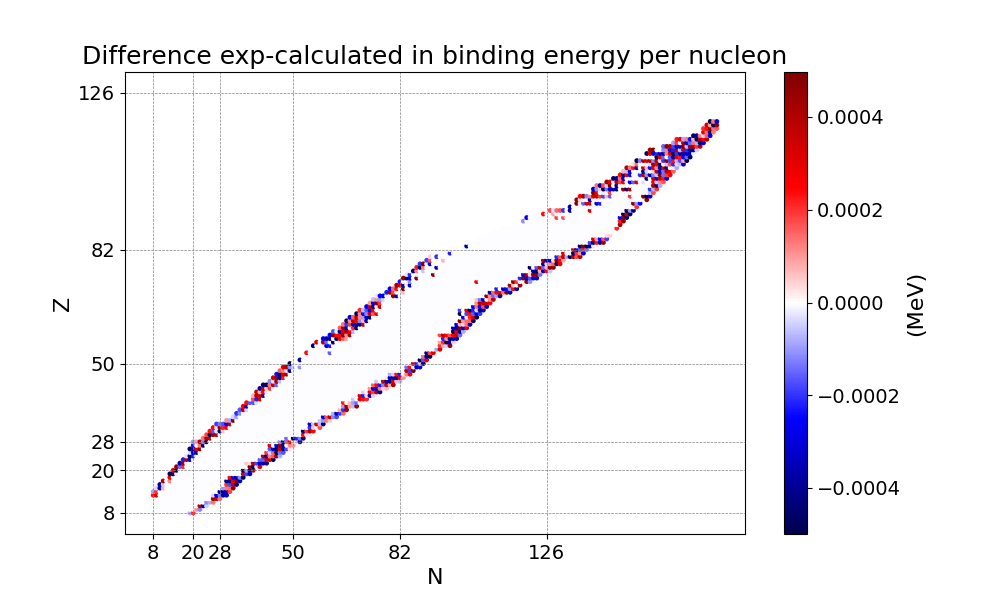 Difference exp-calculated in binding energy per nucleon
126
82
50
28
20
8
Z
8 20 28 50 82 126
N
0.0004
0.0002
0.0000
−0.0002
−0.0004
(MeV)